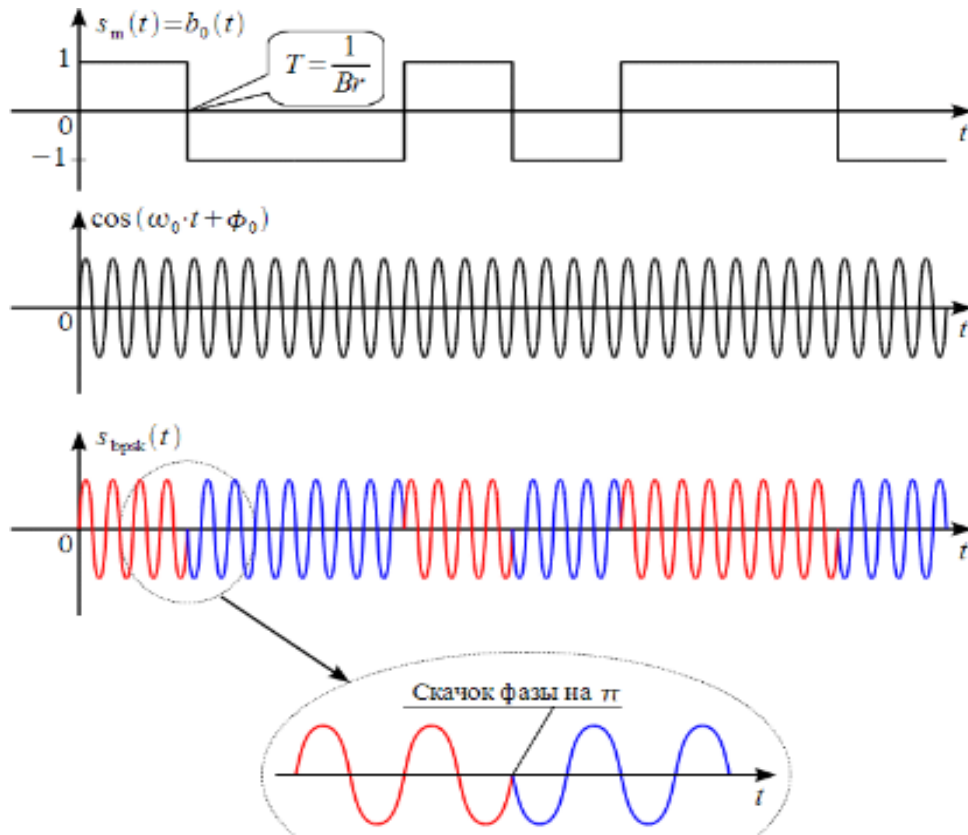 s_m(t)=b_0(t)
1
T = 1/Br
0
t
−1
cos(ω_0·t+ϕ_0)
0
t
s_bpsk(t)
0
t
Скачок фазы на π
t